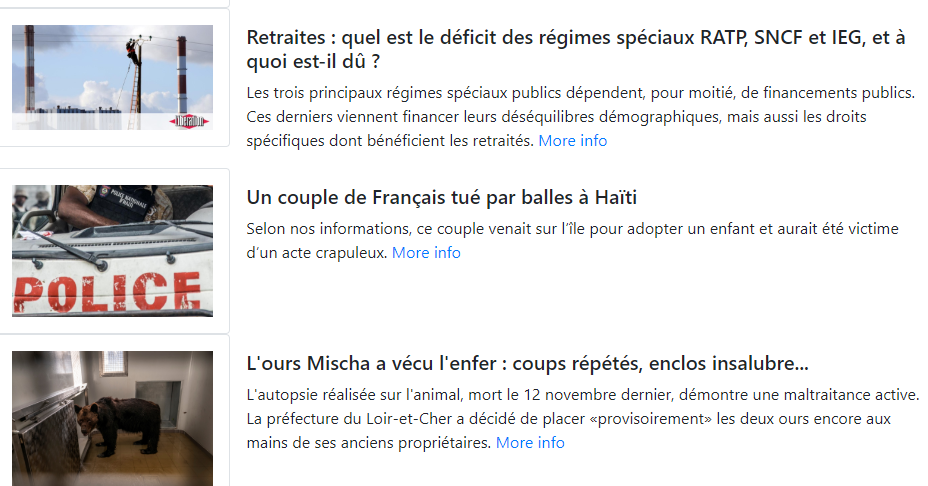 Retraites : quel est le déficit des régimes spéciaux RATP, SNCF et IEG, et à
quoi est-il dû ?
Les trois principaux régimes spéciaux publics dépendent, pour moitié, de financements publics.
Ces derniers viennent financer leurs déséquilibres démographiques, mais aussi les droits
spécifiques dont bénéficient les retraités. More info
Libération
Un couple de Français tué par balles à Haïti
Selon nos informations, ce couple venait sur l’île pour adopter un enfant et aurait été victime
d’un acte crapuleux. More info
POLICE NATIONALE
D'HAITI
POLICE
L'ours Mischa a vécu l'enfer : coups répétés, enclos insalubre...
L'autopsie réalisée sur l'animal, mort le 12 novembre dernier, démontre une maltraitance active.
La préfecture du Loir-et-Cher a décidé de placer «provisoirement» les deux ours encore aux
mains de ses anciens propriétaires. More info